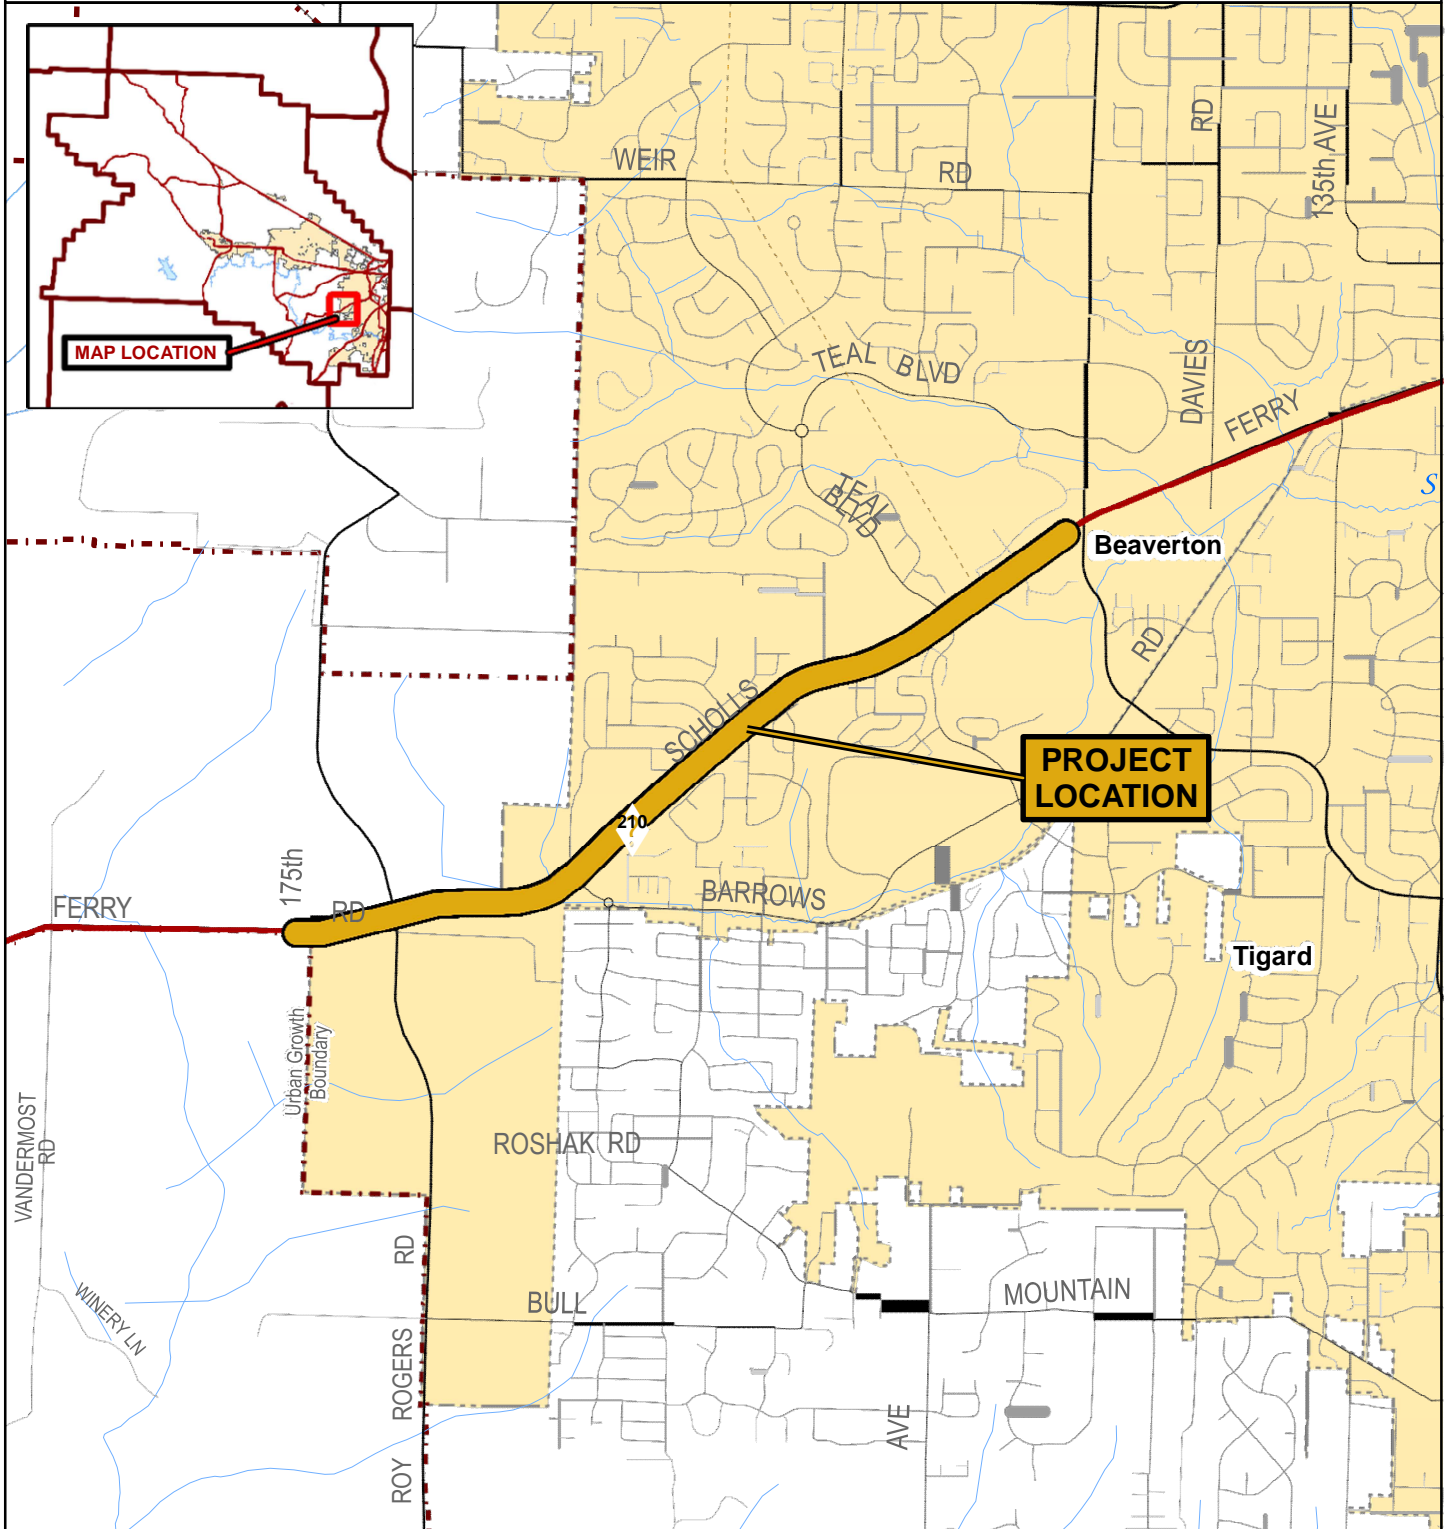 WEIR
RD
RD
135th AVE
MAP LOCATION
TEAL BLVD
DAVIES
FERRY
TEAL
BLVD
S
Beaverton
RD
SCHOLLS
PROJECT
LOCATION
210
175th
FERRY
RD
BARROWS
Tigard
Urban Growth
Boundary
VANDERMOST
RD
ROSHAK RD
RD
WINERY LN
BULL
MOUNTAIN
ROGERS
AVE
ROY